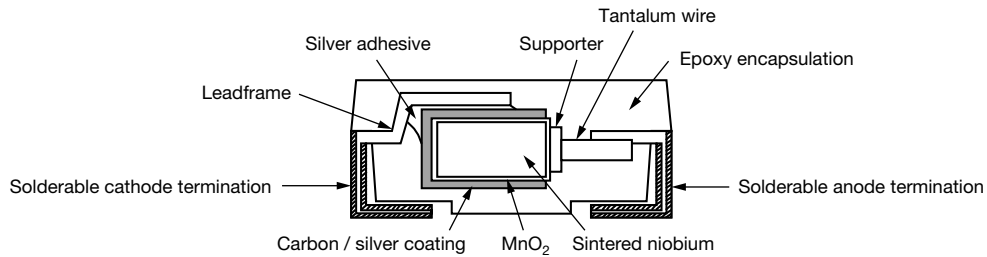 Tantalum wire
Silver adhesive
Supporter
Epoxy encapsulation
Leadframe
Solderable cathode termination
Solderable anode termination
Carbon / silver coating
MnO₂
Sintered niobium